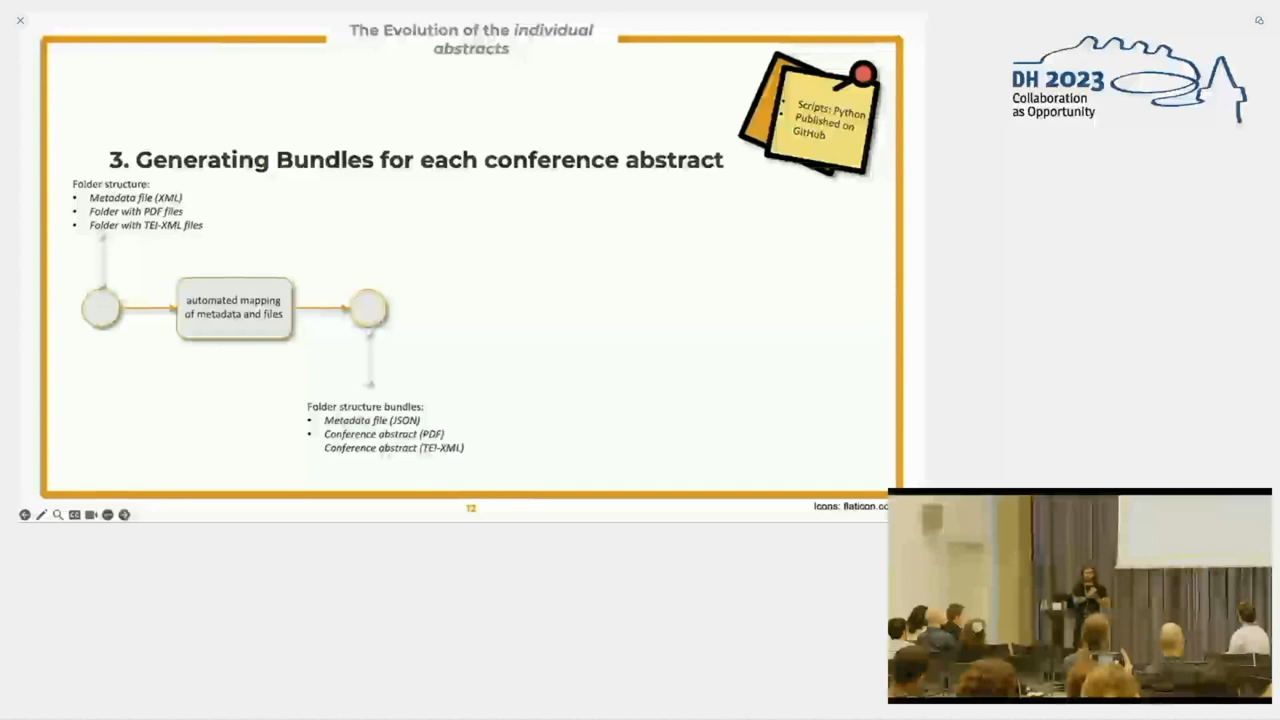 The Evolution of the individual
abstracts
Scripts: Python
Published on
GitHub
3. Generating Bundles for each conference abstract
Folder structure:
• Metadata file (XML)
• Folder with PDF files
• Folder with TEI-XML files
automated mapping
of metadata and files
Folder structure bundles:
• Metadata file (JSON)
• Conference abstract (PDF)
Conference abstract (TEI-XML)
12
Icons: flaticon.co
DH 2023
Collaboration
as Opportunity